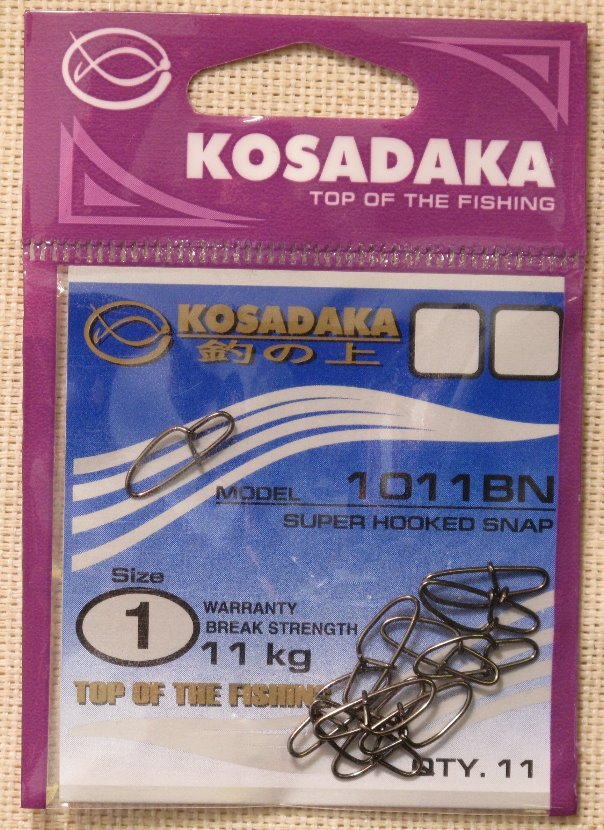 KOSADAKA
TOP OF THE FISHING
KOSADAKA
釣の上
MODEL 1011BN
SUPER HOOKED SNAP
Size
1
WARRANTY
BREAK STRENGTH
11 kg
TOP OF THE FISHING
QTY. 11